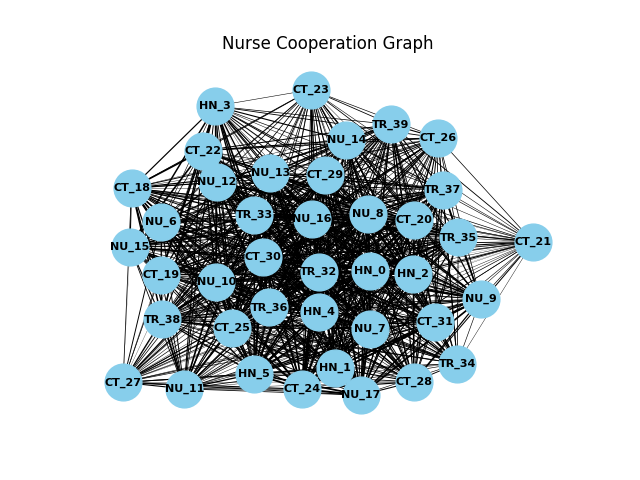 Nurse Cooperation Graph
CT_23
HN_3
TR_39
CT_26
NU_14
CT_22
NU_13
CT_29
NU_12
CT_18
TR_37
TR_33
NU_8
NU_16
CT_20
NU_6
TR_35
CT_21
NU_15
CT_30
TR_32
HN_0
HN_2
CT_19
NU_10
NU_9
TR_36
HN_4
TR_38
CT_31
CT_25
NU_7
TR_34
HN_1
HN_5
CT_27
CT_28
NU_11
CT_24
NU_17